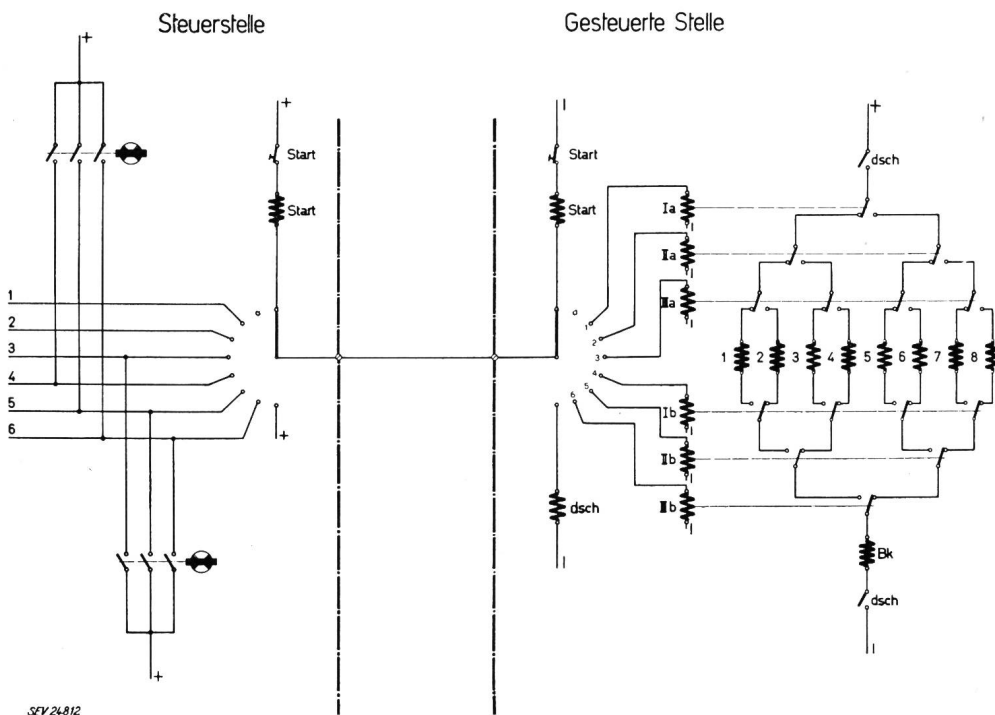 Steuerstelle
Gesteuerte Stelle
+
+
Start
Start
1
2
3
4
5
6
+
+
Start
Start
dsch
1
2
3
4
5
6
Ia
IIa
IIIa
Ib
IIb
IIIb
+
dsch
1 2 3 4 5 6 7 8
Bk
dsch
SEV 24812